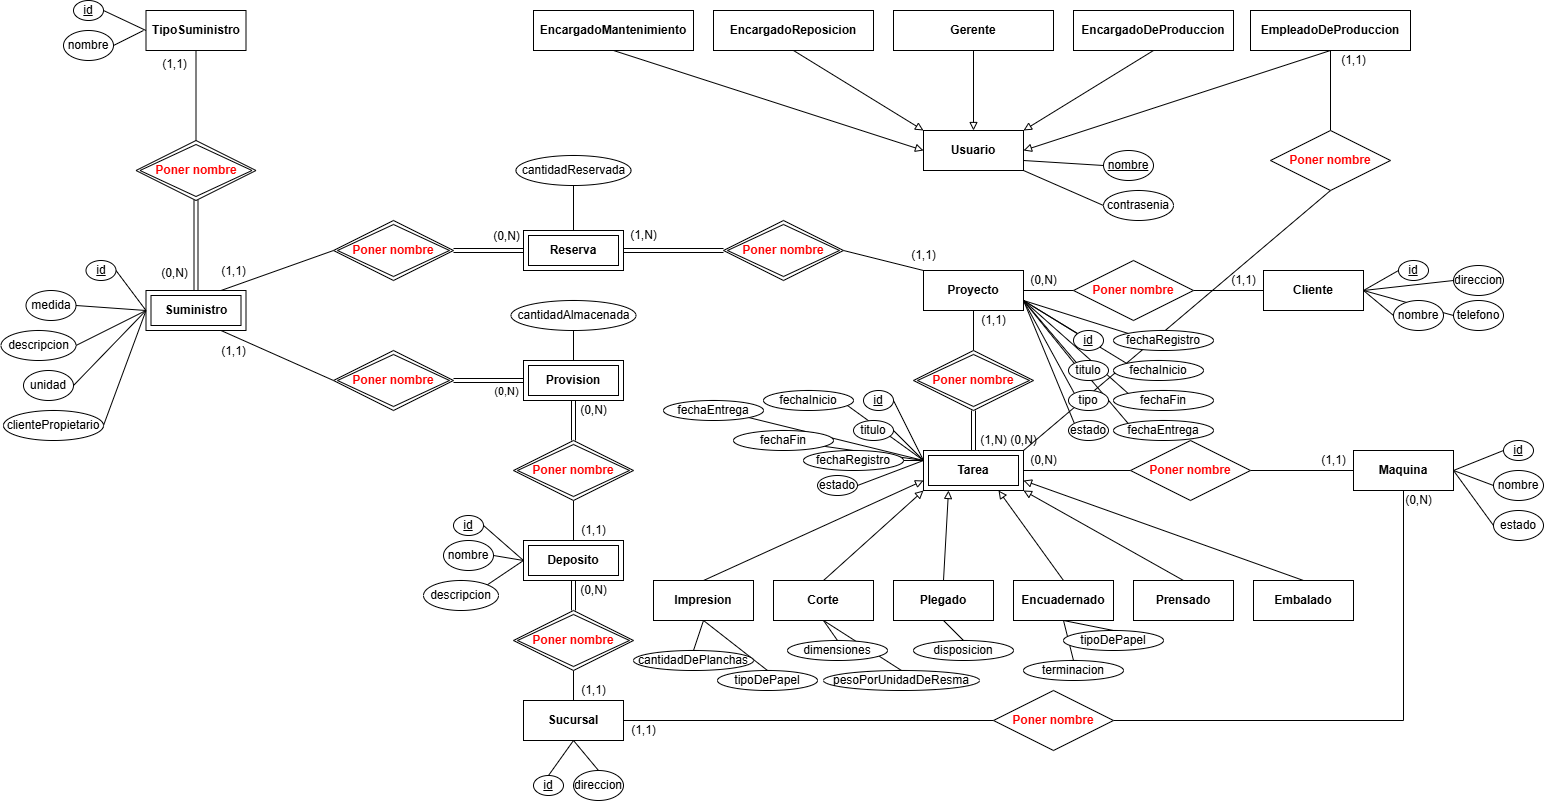 id
TipoSuministro
nombre
(1,1)
EncargadoMantenimiento
EncargadoReposicion
Gerente
EncargadoDeProduccion
EmpleadoDeProduccion
(1,1)
Poner nombre
Usuario
nombre
contrasenia
Poner nombre
cantidadReservada
(0,N)
(1,1)
Poner nombre
(0,N)
Reserva
(1,N)
Poner nombre
(1,1)
id
medida
Suministro
descripcion
unidad
clientePropietario
(1,1)
Proyecto
(0,N)
Poner nombre
(1,1)
Cliente
id
direccion
nombre
telefono
(1,1)
fechaRegistro
id
fechaInicio
titulo
fechaFin
tipo
fechaEntrega
estado
cantidadAlmacenada
Poner nombre
(0,N)
Provision
(0,N)
Poner nombre
fechaInicio
id
fechaEntrega
titulo
fechaFin
fechaRegistro
estado
(1,N)
(0,N)
Tarea
(0,N)
Poner nombre
(1,1)
Maquina
(0,N)
id
nombre
estado
Poner nombre
(1,1)
id
nombre
Deposito
descripcion
(0,N)
Impresion
Corte
Plegado
Encuadernado
Prensado
Embalado
Poner nombre
cantidadDePlanchas
tipoDePapel
dimensiones
pesoPorUnidadDeResma
disposicion
tipoDePapel
terminacion
(1,1)
Sucursal
(1,1)
Poner nombre
id
direccion